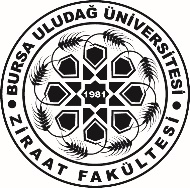 BURSA ULUDAĞ ÜNİVERSİTESİ
1981
• ZİRAAT FAKÜLTESİ •